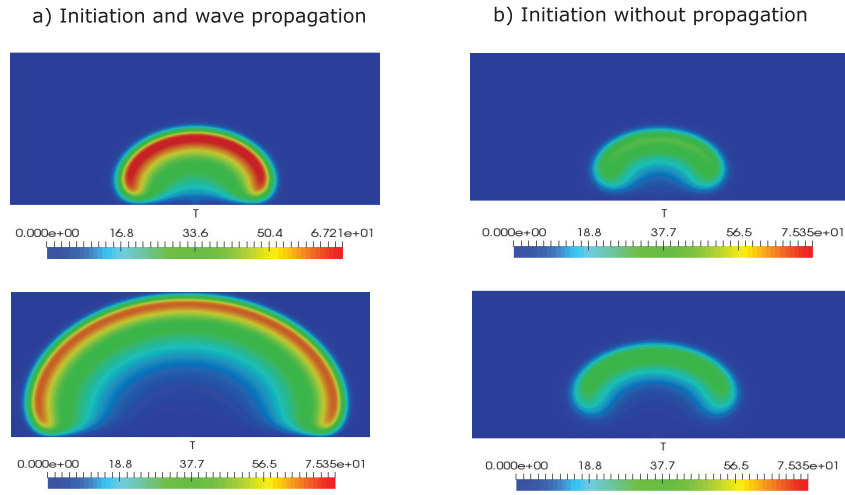 a) Initiation and wave propagation
b) Initiation without propagation
T
0.000e+00 16.8 33.6 50.4 6.721e+01
T
0.000e+00 18.8 37.7 56.5 7.535e+01
T
0.000e+00 18.8 37.7 56.5 7.535e+01
T
0.000e+00 18.8 37.7 56.5 7.535e+01